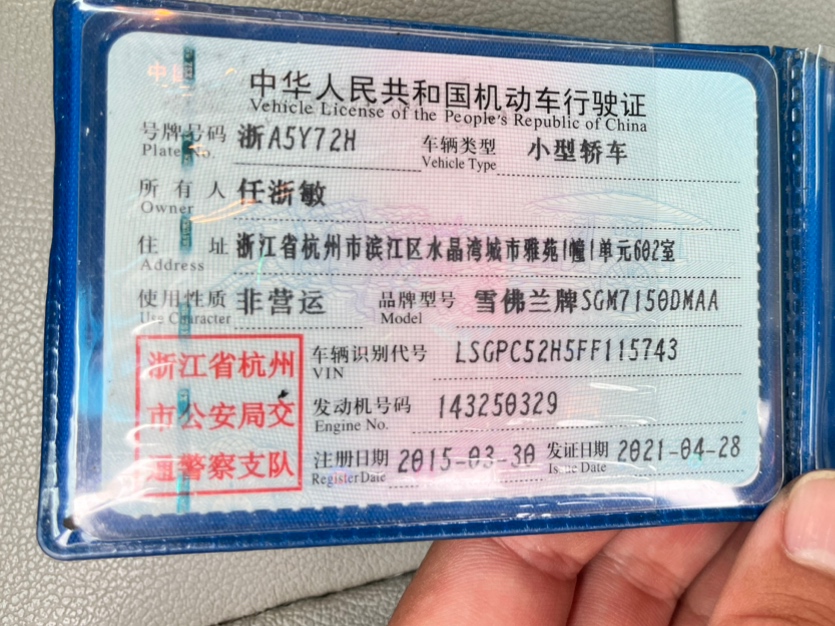 中华人民共和国机动车行驶证
Vehicle License of the People's Republic of China
号牌号码 浙A5Y72H 车辆类型 小型轿车
Plate No. Vehicle Type
所有人 任浙敏
Owner
住址 浙江省杭州市滨江区水晶湾城市雅苑1幢1单元602室
Address
使用性质 非营运 品牌型号 雪佛兰牌SGM7150DMAA
Use Character Model
浙江省杭州市公安局交通警察支队
车辆识别代号 LSGPC52H5FF115743
VIN
发动机号码 143250329
Engine No.
注册日期 2015-03-30 发证日期 2021-04-28
Register Date Issue Date